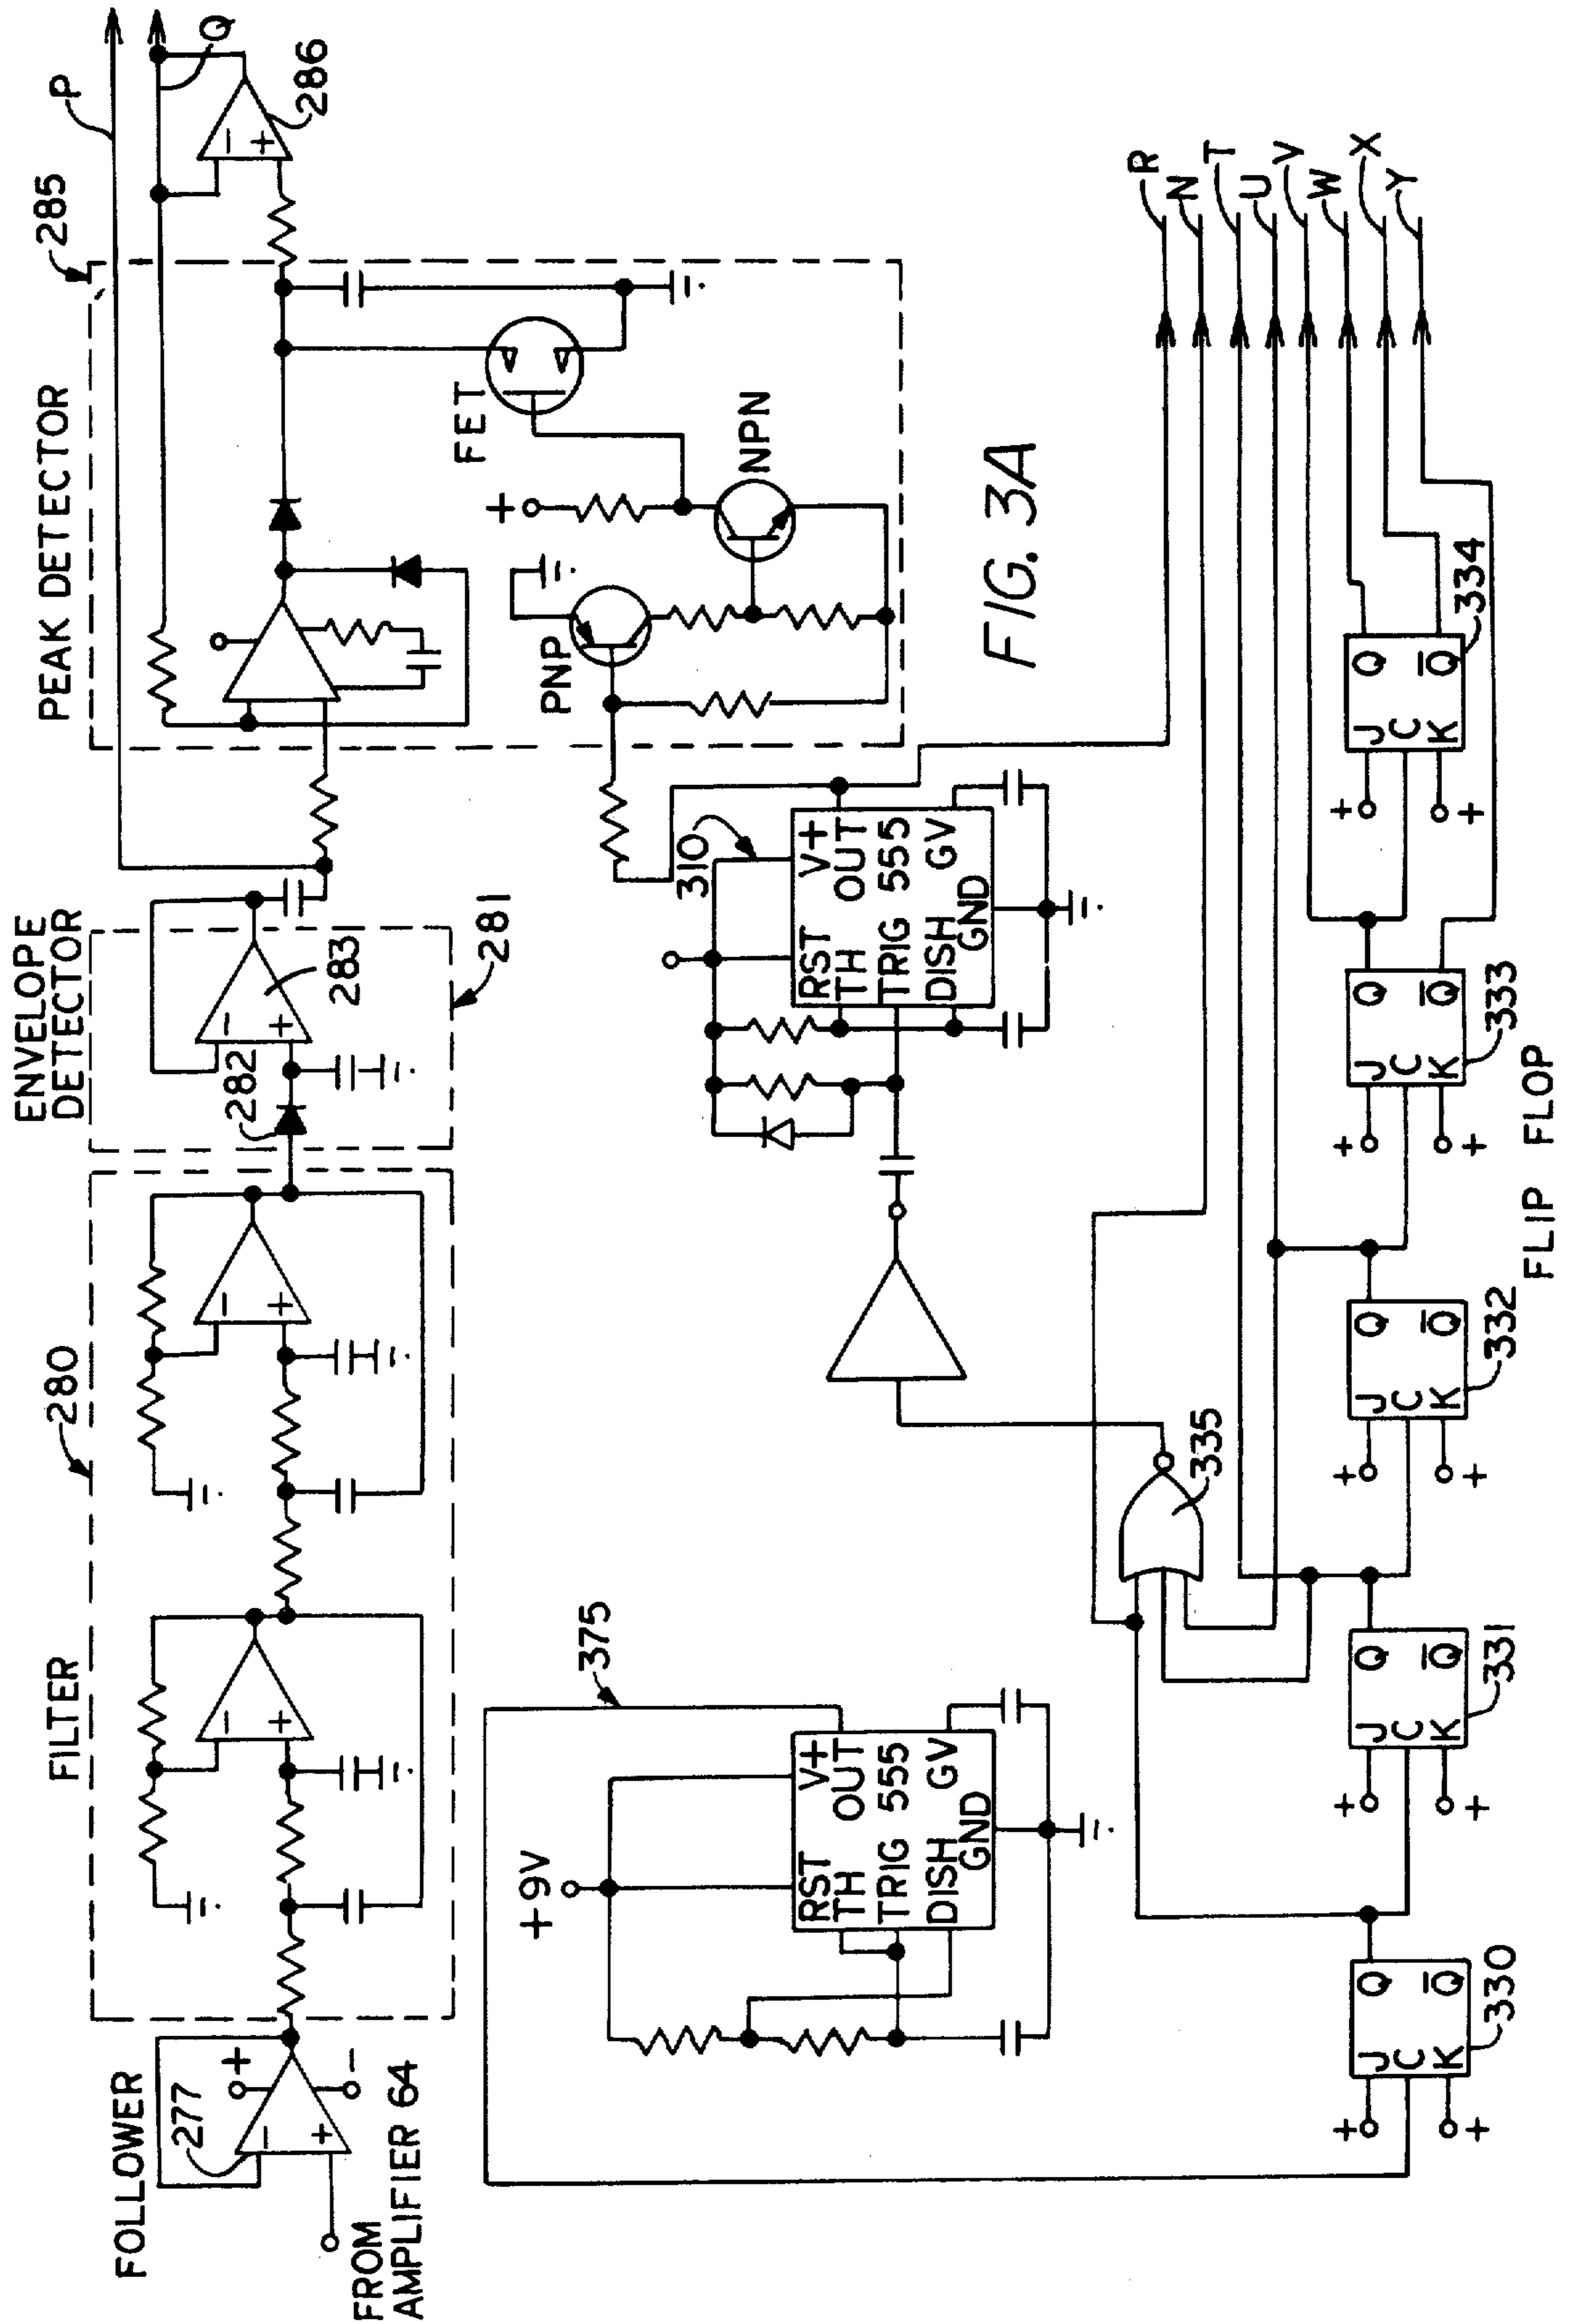 FOLLOWER
277
+
−
−
+
FROM
AMPLIFIER 64
FILTER
280
−
+
−
+
ENVELOPE
DETECTOR
282
−
+
283
281
PEAK DETECTOR
285
P
Q
−
+
286
FET
+
NPN
PNP
FIG. 3A
375
+9V
RST
TH
TRIG
DISH
GND
V+
OUT
555
GV
310
RST
TH
TRIG
DISH
GND
V+
OUT
555
GV
335
R
N
T
U
V
W
X
Y
+
+
J
C
K
Q
Q̅
330
+
+
J
C
K
Q
Q̅
331
+
+
J
C
K
Q
Q̅
332
+
+
J
C
K
Q
Q̅
333
+
+
J
C
K
Q
Q̅
334
FLIP FLOP